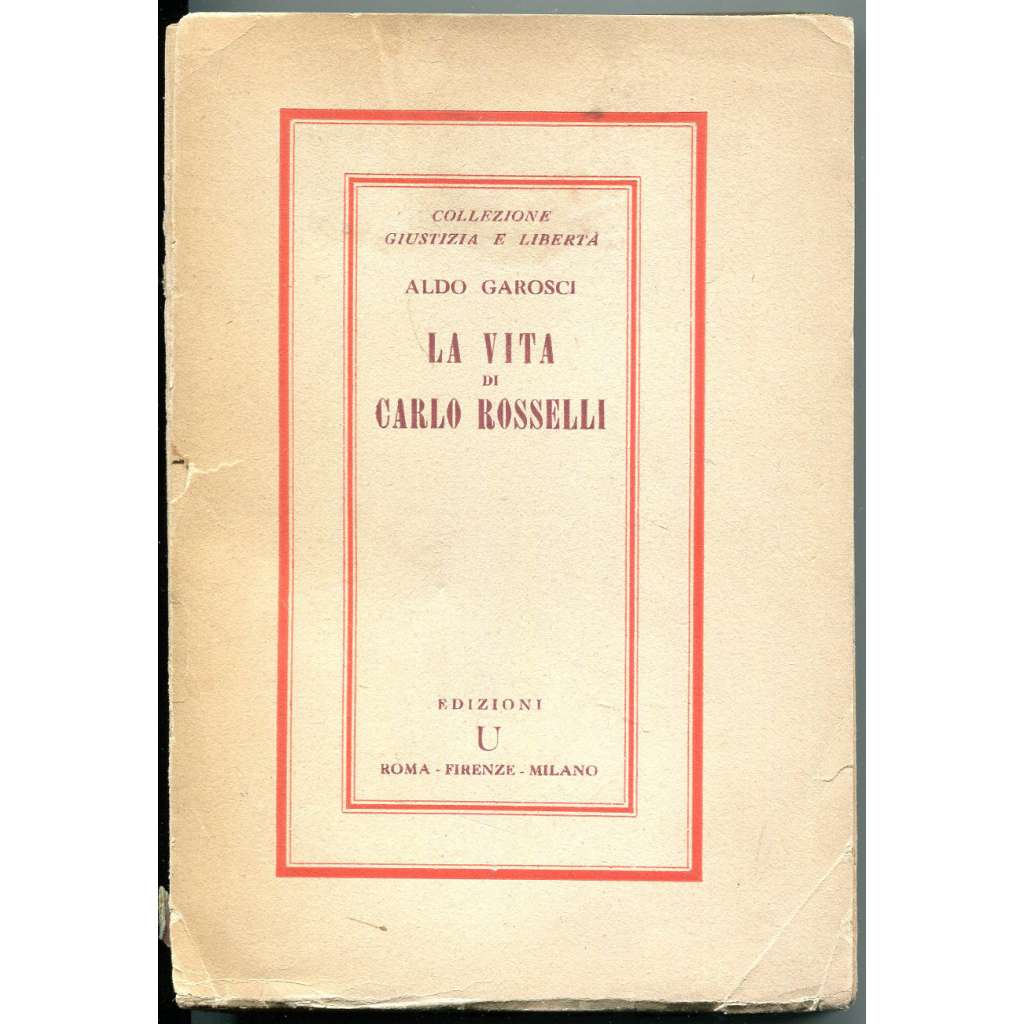 COLLEZIONE
GIUSTIZIA E LIBERTÀ
ALDO GAROSCI
LA VITA
DI
CARLO ROSSELLI
EDIZIONI
U
ROMA - FIRENZE - MILANO